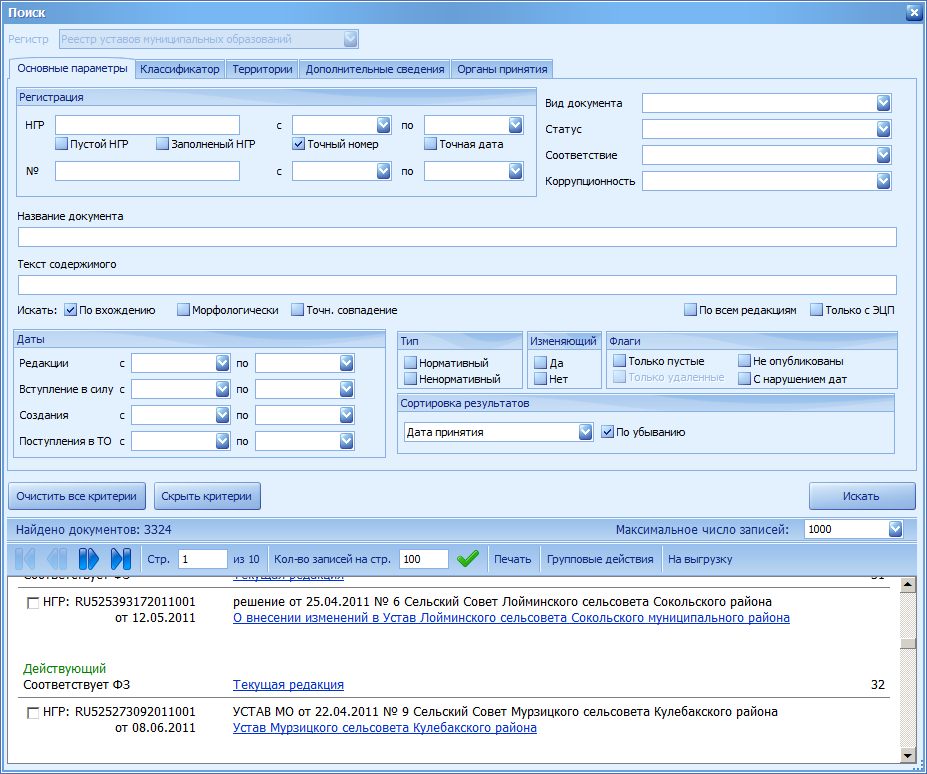 Поиск
Регистр Реестр уставов муниципальных образований
Основные параметры Классификатор Территории Дополнительные сведения Органы принятия
Регистрация
НГР с по
Пустой НГР Заполненый НГР Точный номер Точная дата
№ с по
Вид документа
Статус
Соответствие
Коррупционность
Название документа
Текст содержимого
Искать: По вхождению Морфологически Точн. совпадение По всем редакциям Только с ЭЦП
Даты
Редакции с по
Вступление в силу с по
Создания с по
Поступления в ТО с по
Тип
Нормативный
Ненормативный
Изменяющий
Да
Нет
Флаги
Только пустые Не опубликованы
Только удаленные С нарушением дат
Сортировка результатов
Дата принятия По убыванию
Очистить все критерии Скрыть критерии Искать
Найдено документов: 3324 Максимальное число записей: 1000
Стр. 1 из 10 Кол-во записей на стр. 100 Печать Групповые действия На выгрузку
Соответствует ФЗ Текущая редакция 31
НГР: RU525393172011001 решение от 25.04.2011 № 6 Сельский Совет Лойминского сельсовета Сокольского района
от 12.05.2011 О внесении изменений в Устав Лойминского сельсовета Сокольского муниципального района
Действующий
Соответствует ФЗ Текущая редакция 32
НГР: RU525273092011001 УСТАВ МО от 22.04.2011 № 9 Сельский Совет Мурзицкого сельсовета Кулебакского района
от 08.06.2011 Устав Мурзицкого сельсовета Кулебакского района